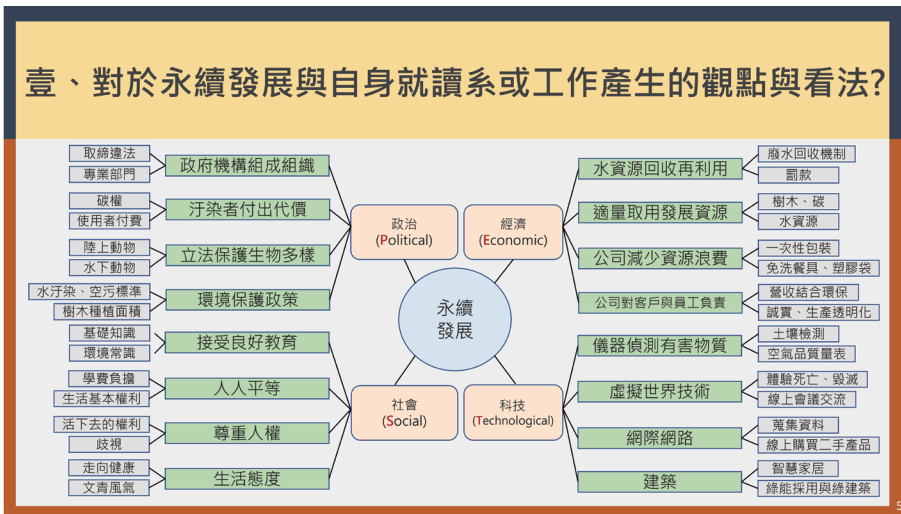 壹、對於永續發展與自身就讀系或工作產生的觀點與看法?
取締違法
專業部門
政府機構組成組織
碳權
使用者付費
汙染者付出代價
陸上動物
水下動物
立法保護生物多樣
水汙染、空污標準
樹木種植面積
環境保護政策
政治
(Political)
基礎知識
環境常識
接受良好教育
學費負擔
生活基本權利
人人平等
活下去的權利
歧視
尊重人權
走向健康
文青風氣
生活態度
社會
(Social)
永續
發展
經濟
(Economic)
水資源回收再利用
廢水回收機制
罰款
適量取用發展資源
樹木、碳
水資源
公司減少資源浪費
一次性包裝
免洗餐具、塑膠袋
公司對客戶與員工負責
營收結合環保
誠實、生產透明化
科技
(Technological)
儀器偵測有害物質
土壤檢測
空氣品質量表
虛擬世界技術
體驗死亡、毀滅
線上會議交流
網際網路
蒐集資料
線上購買二手產品
建築
智慧家居
綠能採用與綠建築
5